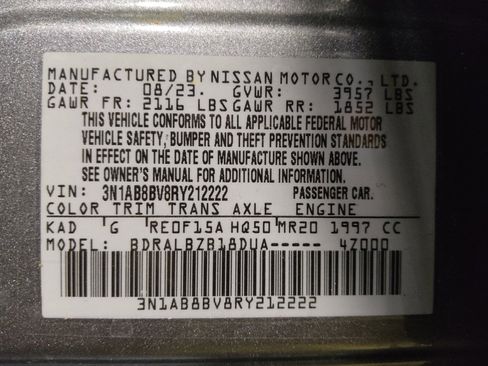 MANUFACTURED BY NISSAN MOTOR CO., LTD.
DATE: 08/23. GVWR: 3957 LBS
GAWR FR: 2116 LBS GAWR RR: 1852 LBS
THIS VEHICLE CONFORMS TO ALL APPLICABLE FEDERAL MOTOR
VEHICLE SAFETY, BUMPER AND THEFT PREVENTION STANDARDS
IN EFFECT ON THE DATE OF MANUFACTURE SHOWN ABOVE.
SEE OWNER'S MANUAL FOR ADDITIONAL INFORMATION.
VIN: 3N1AB8BV8RY212222 PASSENGER CAR.
COLOR TRIM TRANS AXLE ENGINE
KAD G RE0F15A HQ50 MR20 1997 CC
MODEL: BDRALBZB18DUA----- 4Z000
3N1AB8BV8RY212222